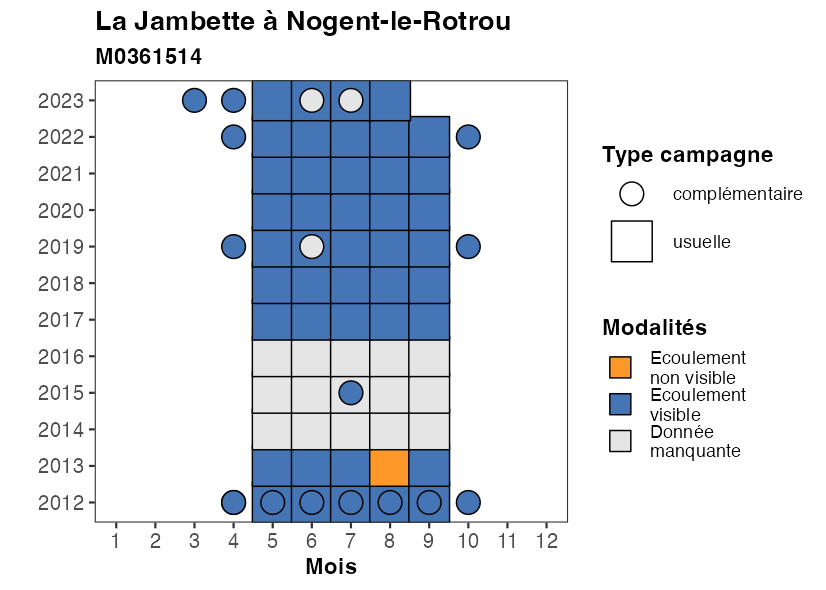 La Jambette à Nogent-le-Rotrou
M0361514
2023
2022
2021
2020
2019
2018
2017
2016
2015
2014
2013
2012
1 2 3 4 5 6 7 8 9 10 11 12
Mois
Type campagne
complémentaire
usuelle
Modalités
Ecoulement
non visible
Ecoulement
visible
Donnée
manquante